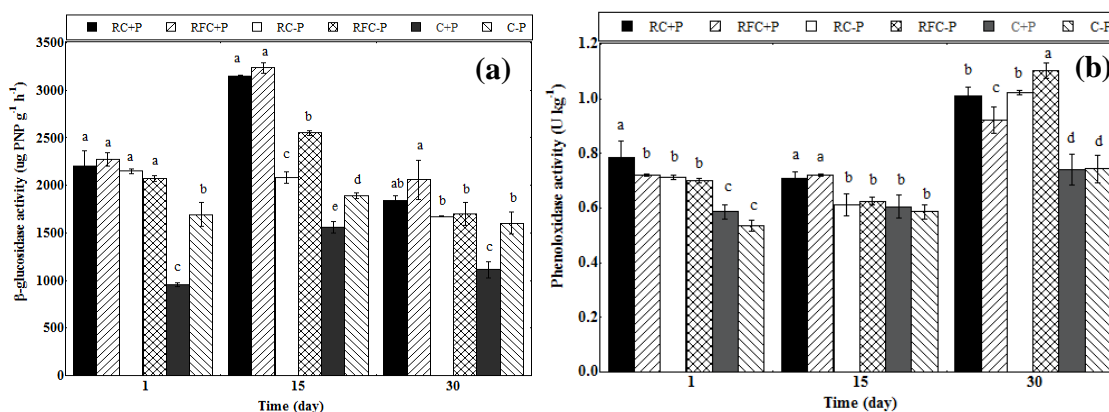 RC+P RFC+P RC-P RFC-P C+P C-P
(a)
β-glucosidase activity (ug PNP g⁻¹ h⁻¹)
3500
3000
2500
2000
1500
1000
500
0
a a a a c b
a a c b e d
ab a b b c c
1 15 30
Time (day)
RC+P RFC+P RC-P RFC-P C+P C-P
(b)
Phenoloxidase activity (U kg⁻¹)
1.2
1.0
0.8
0.6
0.4
0.2
0.0
a b b b c c
a a b b b b
b c b a d d
1 15 30
Time (day)